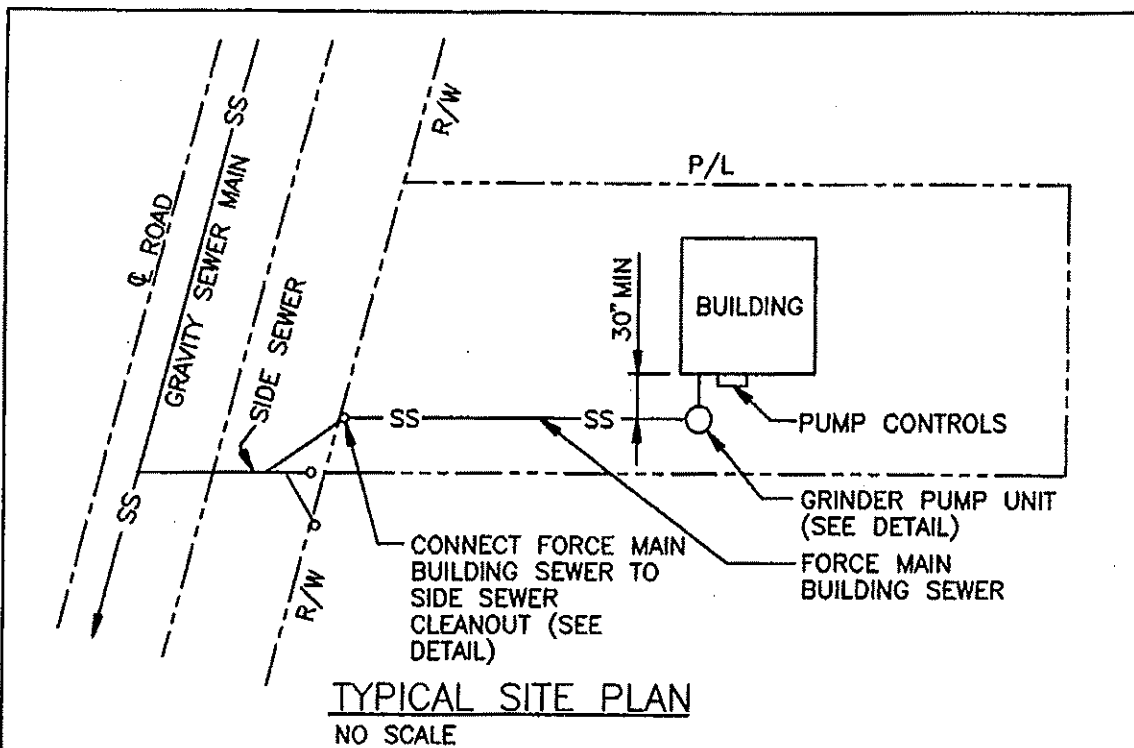 ℄ ROAD
GRAVITY SEWER MAIN
SS
SS
SIDE SEWER
R/W
R/W
P/L
30" MIN
BUILDING
PUMP CONTROLS
SS
SS
GRINDER PUMP UNIT
(SEE DETAIL)
FORCE MAIN
BUILDING SEWER
CONNECT FORCE MAIN
BUILDING SEWER TO
SIDE SEWER
CLEANOUT (SEE
DETAIL)
TYPICAL SITE PLAN
NO SCALE